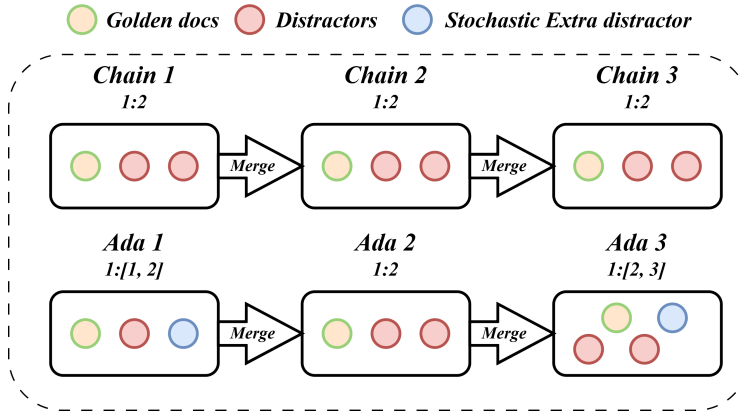 Golden docs Distractors Stochastic Extra distractor
Chain 1 Chain 2 Chain 3
1:2 1:2 1:2
Merge Merge
Ada 1 Ada 2 Ada 3
1:[1, 2] 1:2 1:[2, 3]
Merge Merge